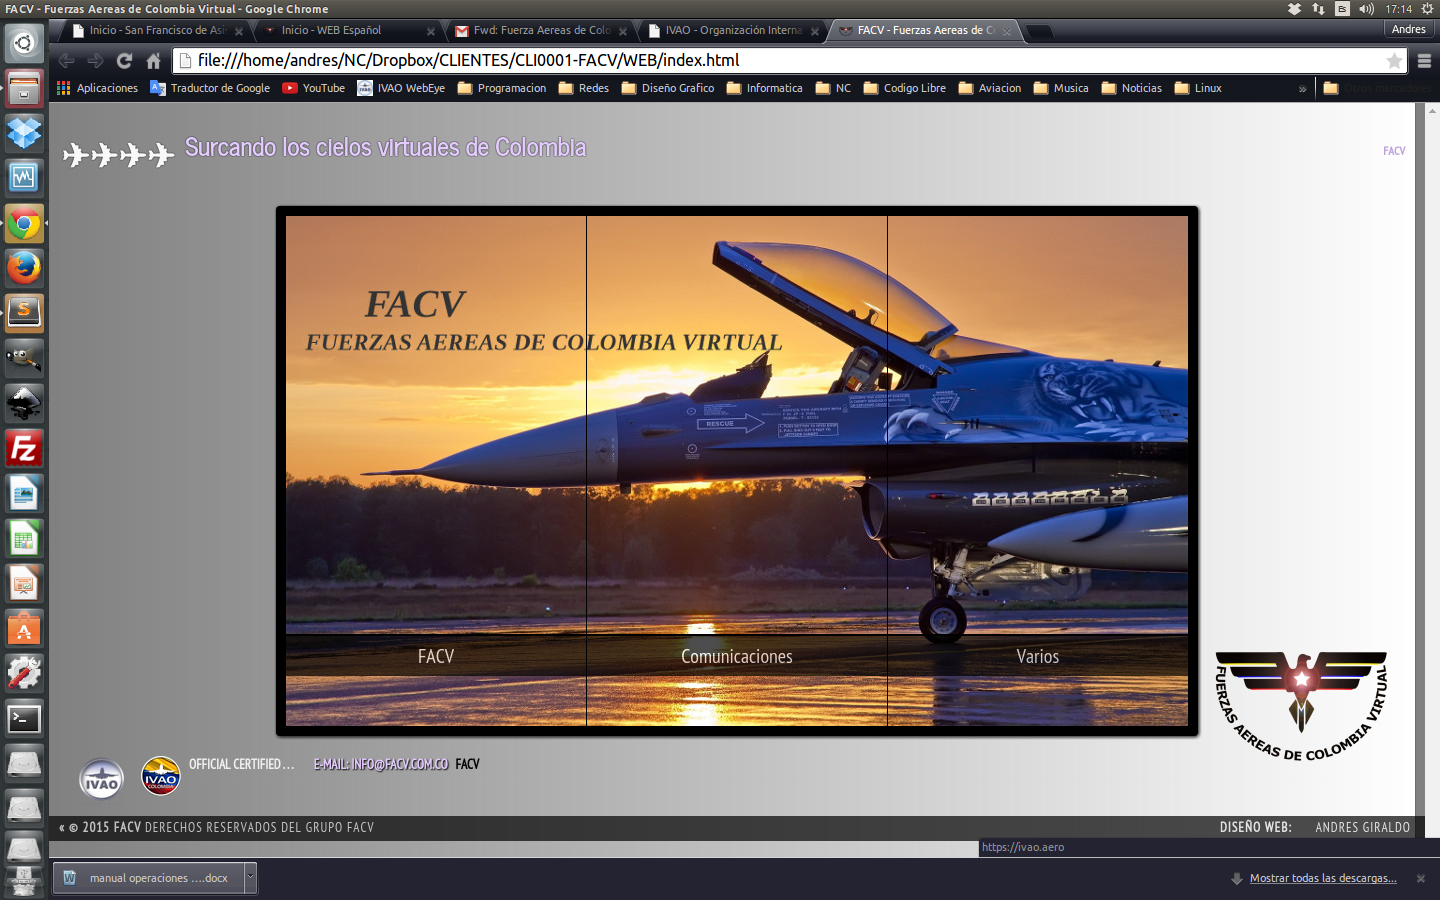 FACV - Fuerzas Aereas de Colombia Virtual - Google Chrome
Es
17:14
Inicio - San Francisco de Asi
Inicio - WEB Español
Fwd: Fuerza Aereas de Colo
IVAO - Organización Interna
FACV - Fuerzas Aereas de Co
Andres
file:///home/andres/NC/Dropbox/CLIENTES/CLI0001-FACV/WEB/index.html
Aplicaciones
Traductor de Google
YouTube
IVAO WebEye
Programacion
Redes
Diseño Grafico
Informatica
NC
Codigo Libre
Aviacion
Musica
Noticias
Linux
»
Otros marcadores
Surcando los cielos virtuales de Colombia
FACV
FACV
FUERZAS AEREAS DE COLOMBIA VIRTUAL
RESCUE
FACV
Comunicaciones
Varios
FUERZAS AEREAS DE COLOMBIA VIRTUAL
IVAO
IVAO
COLOMBIA
OFFICIAL CERTIFIED...
E-MAIL: INFO@FACV.COM.CO
FACV
« © 2015 FACV DERECHOS RESERVADOS DEL GRUPO FACV
DISEÑO WEB:
ANDRES GIRALDO
https://ivao.aero
manual operaciones ....docx
Mostrar todas las descargas...